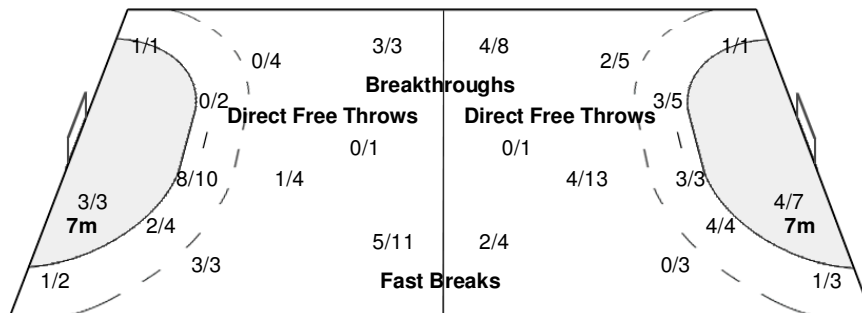 1/1 0/4 3/3 4/8 2/5 1/1
Breakthroughs
0/2 3/5
Direct Free Throws Direct Free Throws
0/1 0/1
8/10 1/4 4/13 3/3
3/3 4/7
7m 2/4 4/4 7m
5/11 2/4
3/3 0/3
1/2 Fast Breaks 1/3